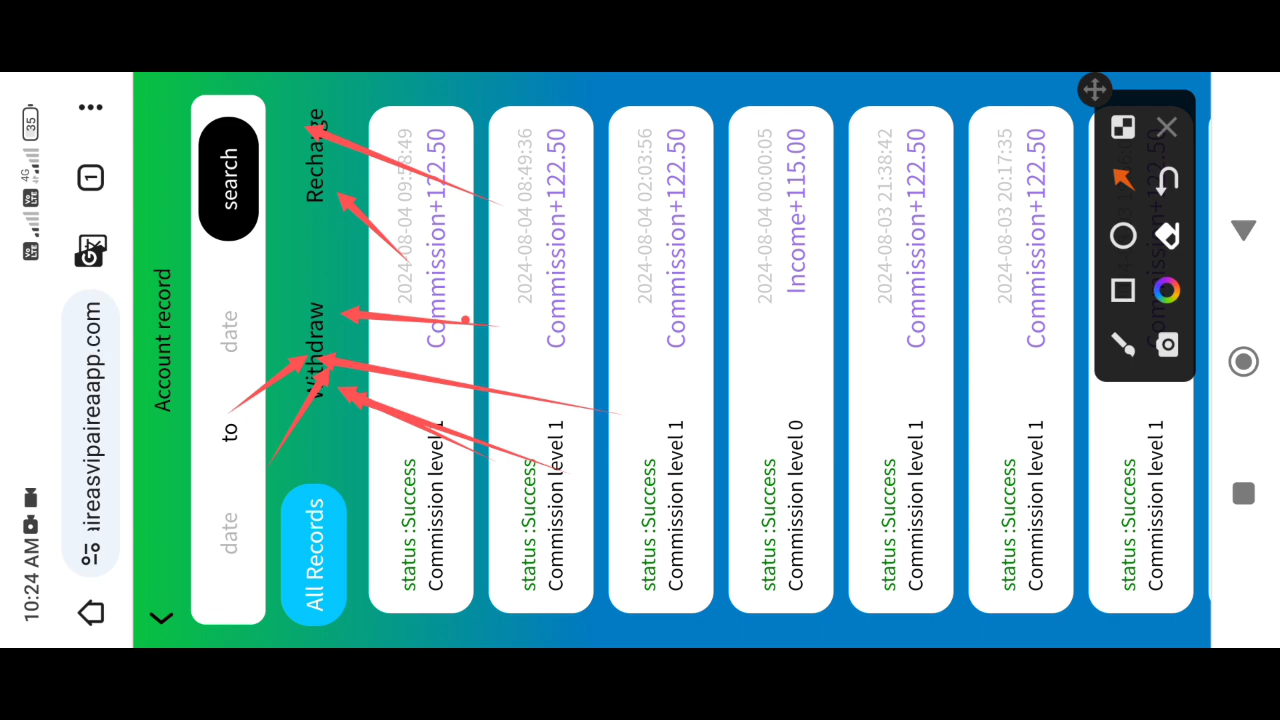 10:24 AM
4G
35
ireasvipaireaapp.com
1
Account record
date to date search
All Records Withdraw Recharge
status :Success 2024-08-04 09:58:49
Commission level 1 Commission+122.50
status :Success 2024-08-04 08:49:36
Commission level 1 Commission+122.50
status :Success 2024-08-04 02:03:56
Commission level 1 Commission+122.50
status :Success 2024-08-04 00:00:05
Commission level 0 Income+115.00
status :Success 2024-08-03 21:38:42
Commission level 1 Commission+122.50
status :Success 2024-08-03 20:17:35
Commission level 1 Commission+122.50
status :Success
Commission level 1